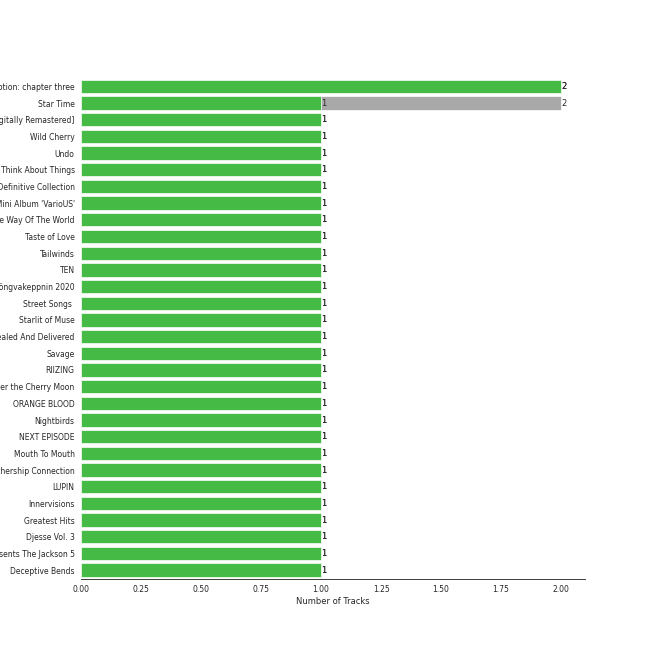 ption: chapter three 2
Star Time 1 2
gitally Remastered] 1
Wild Cherry 1
Undo 1
Think About Things 1
Definitive Collection 1
Mini Album 'VarioUS' 1
e Way Of The World 1
Taste of Love 1
Tailwinds 1
TEN 1
öngvakeppnin 2020 1
Street Songs 1
Starlit of Muse 1
ealed And Delivered 1
Savage 1
RIIZING 1
er the Cherry Moon 1
ORANGE BLOOD 1
Nightbirds 1
NEXT EPISODE 1
Mouth To Mouth 1
hership Connection 1
LUPIN 1
Innervisions 1
Greatest Hits 1
Djesse Vol. 3 1
sents The Jackson 5 1
Deceptive Bends 1
0.00 0.25 0.50 0.75 1.00 1.25 1.50 1.75 2.00
Number of Tracks